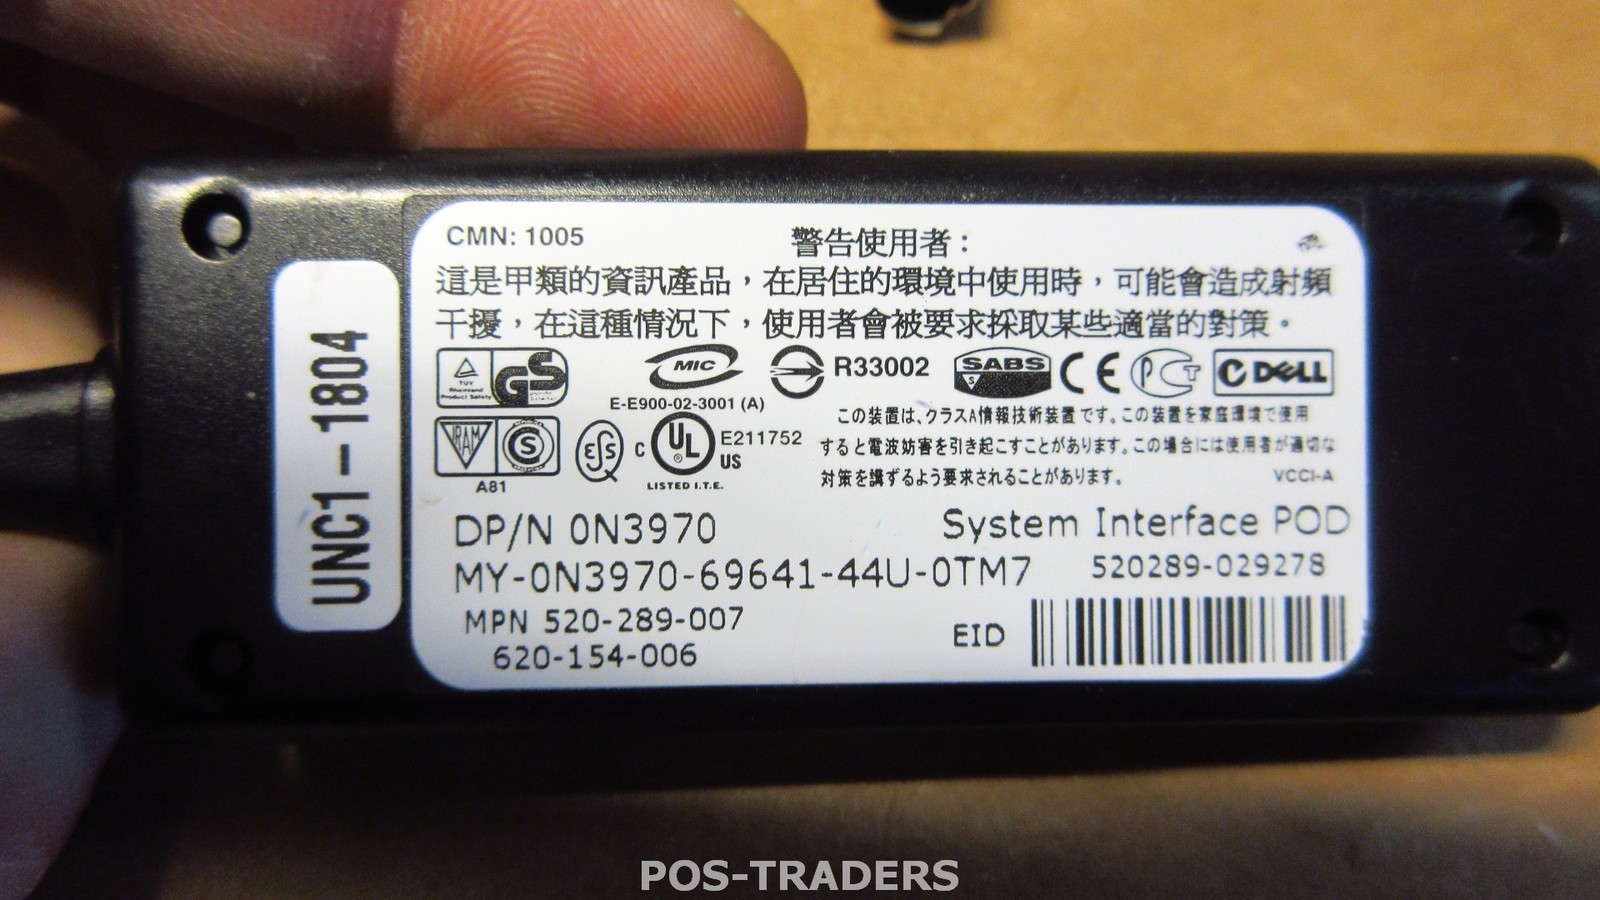 CMN: 1005
警告使用者：
這是甲類的資訊產品，在居住的環境中使用時，可能會造成射頻
干擾，在這種情況下，使用者會被要求採取某些適當的對策。
TUV
Rheinland
Product Safety
GS
MIC
E-E900-02-3001 (A)
R33002
SABS
S
CE
PCT
DELL
IRAM
S
A81
C UL US
E211752
LISTED I.T.E.
この装置は、クラスA情報技術装置です。この装置を家庭環境で使用
すると電波妨害を引き起こすことがあります。この場合には使用者が適切な
対策を講ずるよう要求されることがあります。
VCCI-A
DP/N 0N3970
System Interface POD
MY-0N3970-69641-44U-0TM7
520289-029278
MPN 520-289-007
620-154-006
EID
UNC1-1804
POS-TRADERS